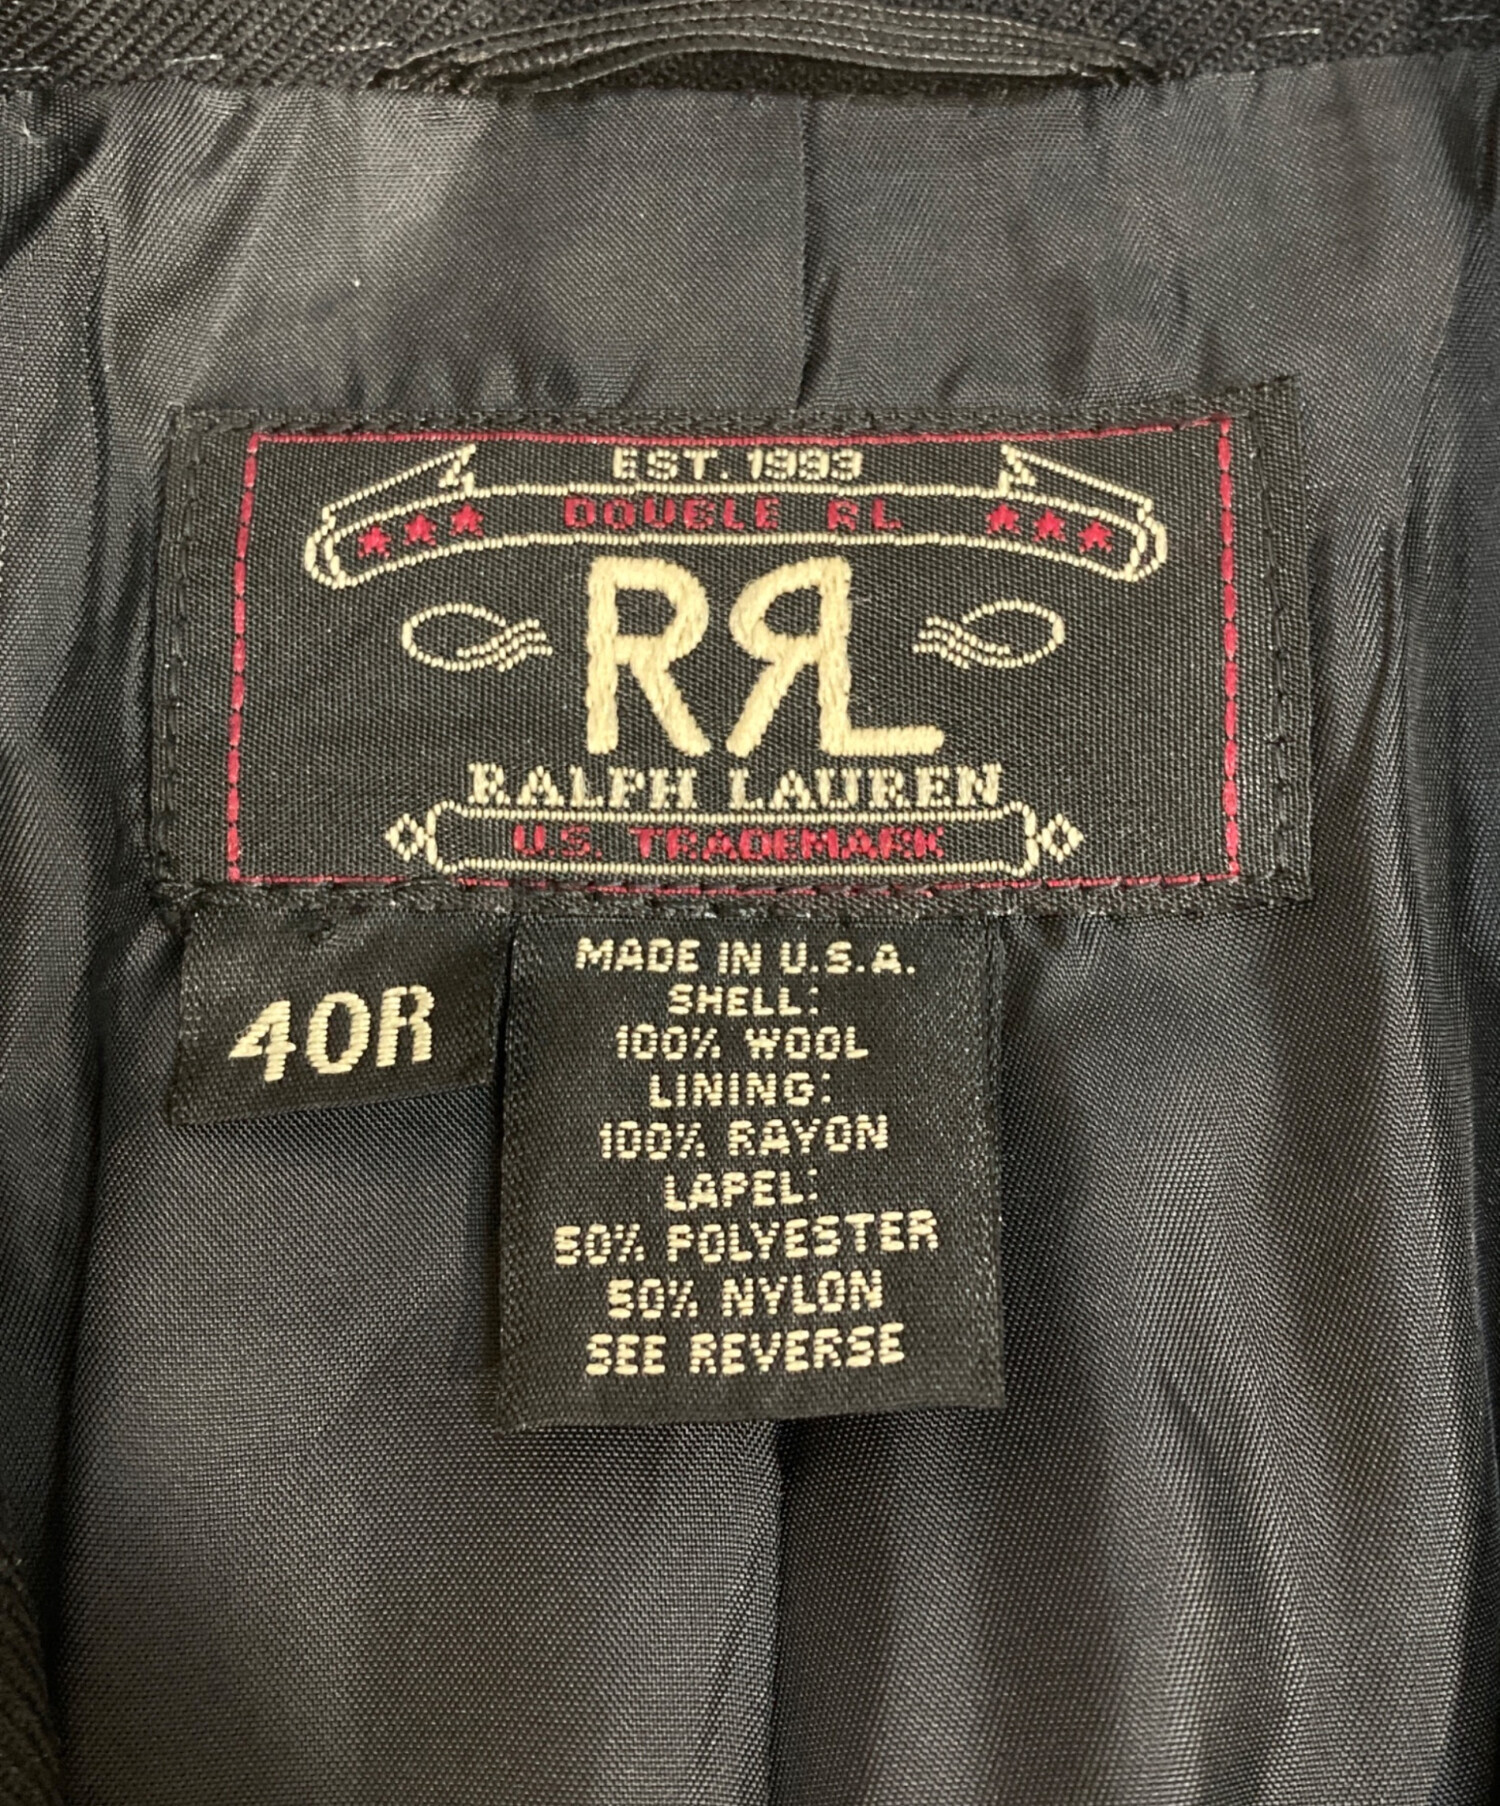 EST. 1993
DOUBLE RL
RRL
RALPH LAUREN
U.S. TRADEMARK
40R
MADE IN U.S.A.
SHELL:
100% WOOL
LINING:
100% RAYON
LAPEL:
50% POLYESTER
50% NYLON
SEE REVERSE